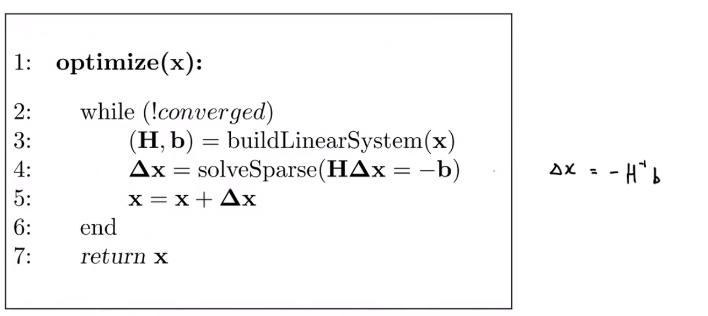 1: optimize(x):
2: while (!converged)
3: (H, b) = buildLinearSystem(x)
4: Δx = solveSparse(HΔx = −b)
5: x = x + Δx
6: end
7: return x
Δx = - H⁻¹ b